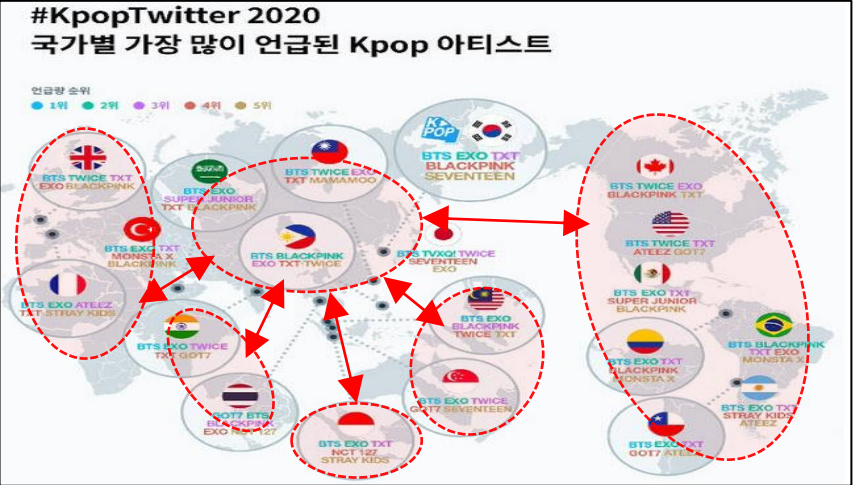 #KpopTwitter 2020
국가별 가장 많이 언급된 Kpop 아티스트
언급량 순위
1위 2위 3위 4위 5위
K-POP
BTS EXO TXT
BLACKPINK
SEVENTEEN
BTS TWICE TXT
EXO BLACKPINK
BTS EXO
SUPER JUNIOR
TXT BLACKPINK
BTS TWICE EXO
TXT MAMAMOO
BTS TWICE EXO
BLACKPINK TXT
BTS EXO TXT
MONSTA X
BLACKPINK
BTS BLACKPINK
EXO TXT TWICE
BTS TVXQ! TWICE
SEVENTEEN
EXO
BTS TWICE TXT
ATEEZ GOT7
BTS EXO ATEEZ
TXT STRAY KIDS
BTS EXO TXT
SUPER JUNIOR
BLACKPINK
BTS EXO TWICE
TXT GOT7
BTS EXO
BLACKPINK
TWICE TXT
BTS EXO TXT
BLACKPINK
MONSTA X
BTS BLACKPINK
TXT EXO
MONSTA X
GOT7 BTS
BLACKPINK
EXO NCT 127
BTS EXO TWICE
GOT7 SEVENTEEN
BTS EXO TXT
NCT 127
STRAY KIDS
BTS EXO TXT
GOT7 ATEEZ
BTS EXO TXT
STRAY KIDS
ATEEZ